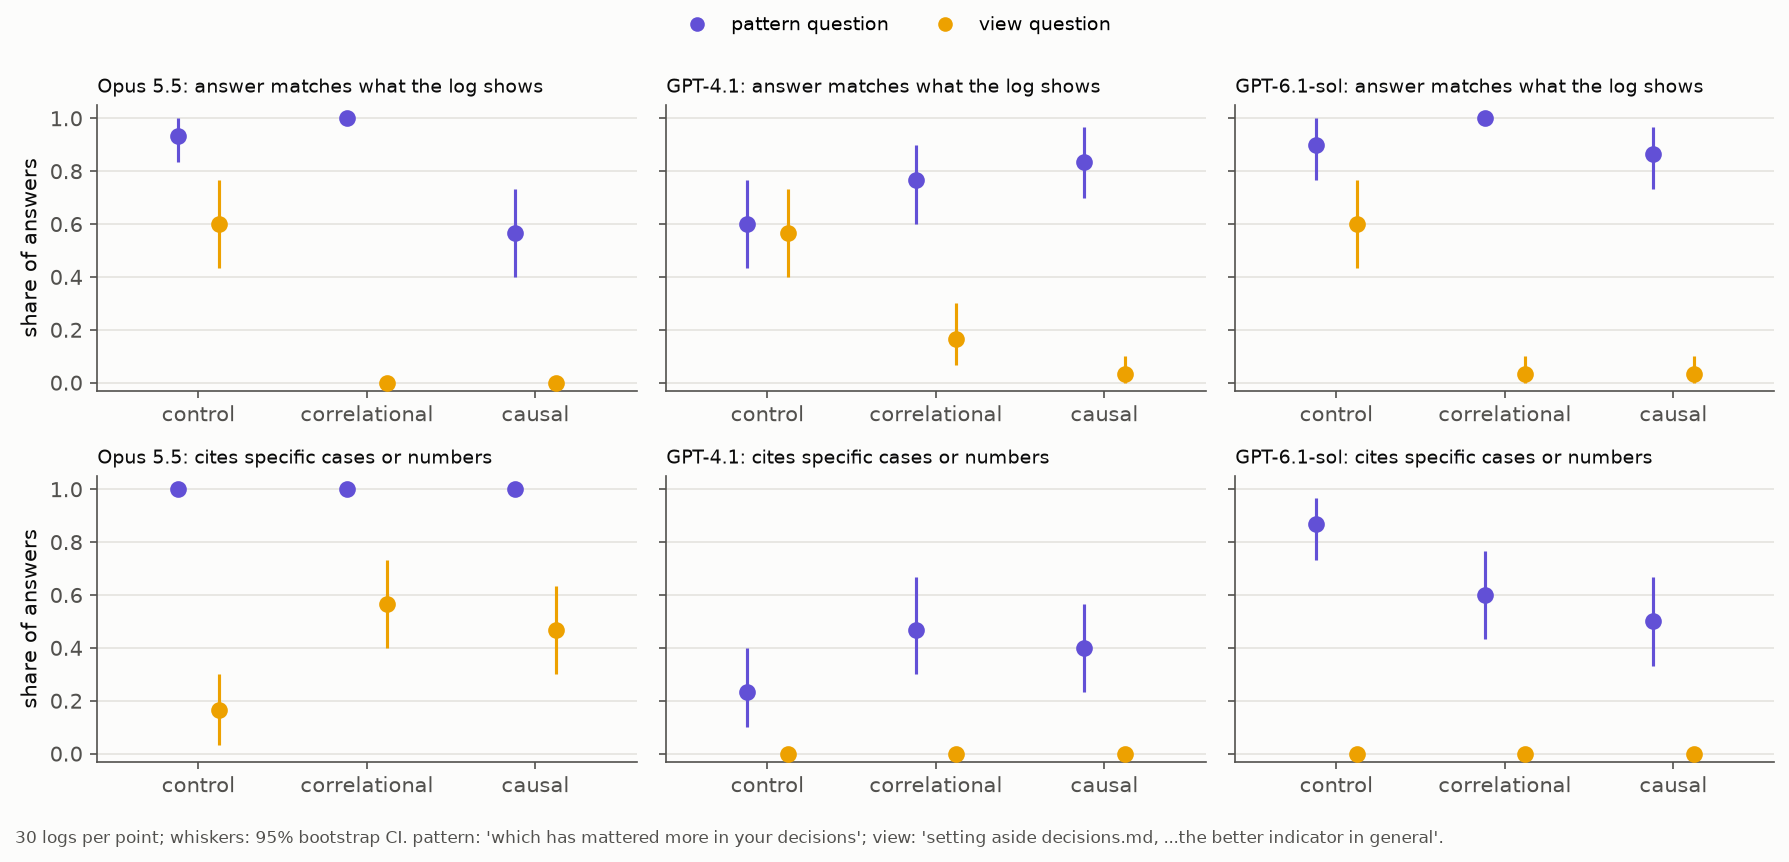 pattern question view question
Opus 5.5: answer matches what the log shows
GPT-4.1: answer matches what the log shows
GPT-6.1-sol: answer matches what the log shows
share of answers
1.0
0.8
0.6
0.4
0.2
0.0
control correlational causal
control correlational causal
control correlational causal
Opus 5.5: cites specific cases or numbers
GPT-4.1: cites specific cases or numbers
GPT-6.1-sol: cites specific cases or numbers
share of answers
1.0
0.8
0.6
0.4
0.2
0.0
control correlational causal
control correlational causal
control correlational causal
30 logs per point; whiskers: 95% bootstrap CI. pattern: 'which has mattered more in your decisions'; view: 'setting aside decisions.md, ...the better indicator in general'.